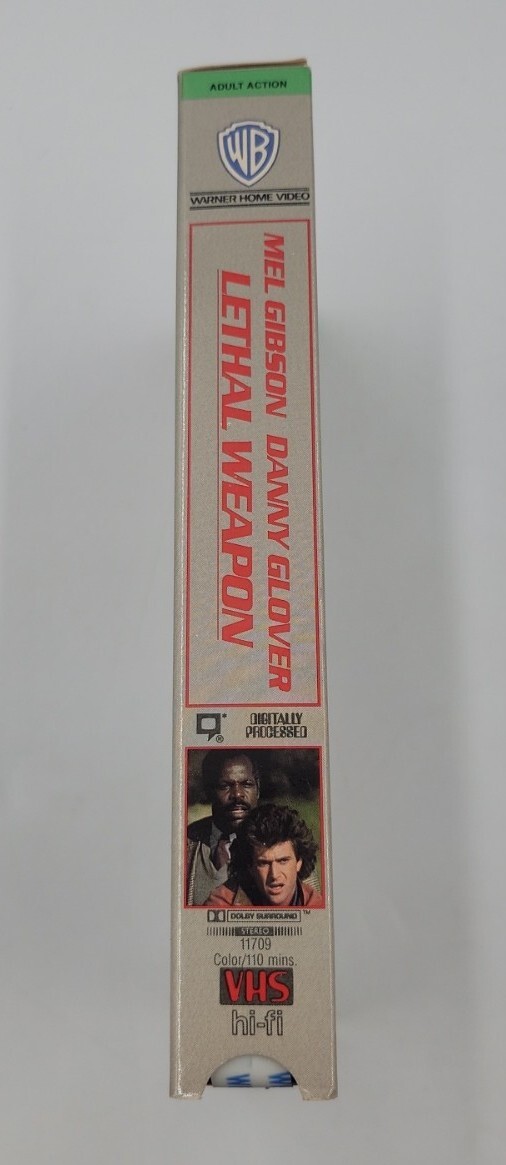 ADULT ACTION
WB
WARNER HOME VIDEO
MEL GIBSON DANNY GLOVER
LETHAL WEAPON
DIGITALLY
PROCESSED
DOLBY SURROUND™
STEREO
11709
Color/110 mins.
VHS
hi-fi